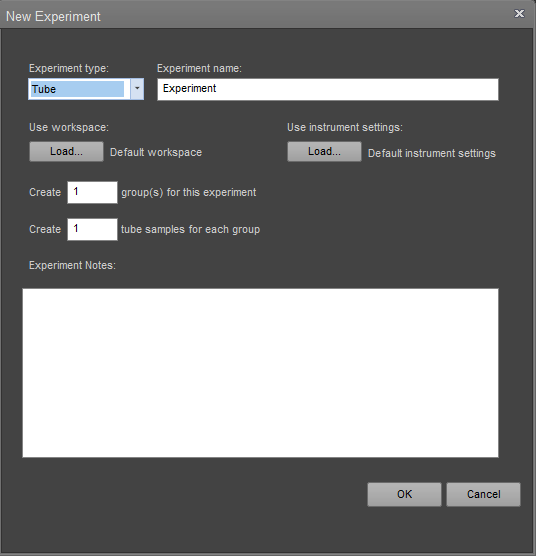 New Experiment
Experiment type: Experiment name:
Tube Experiment
Use workspace: Use instrument settings:
Load... Default workspace Load... Default instrument settings
Create 1 group(s) for this experiment
Create 1 tube samples for each group
Experiment Notes:
OK Cancel